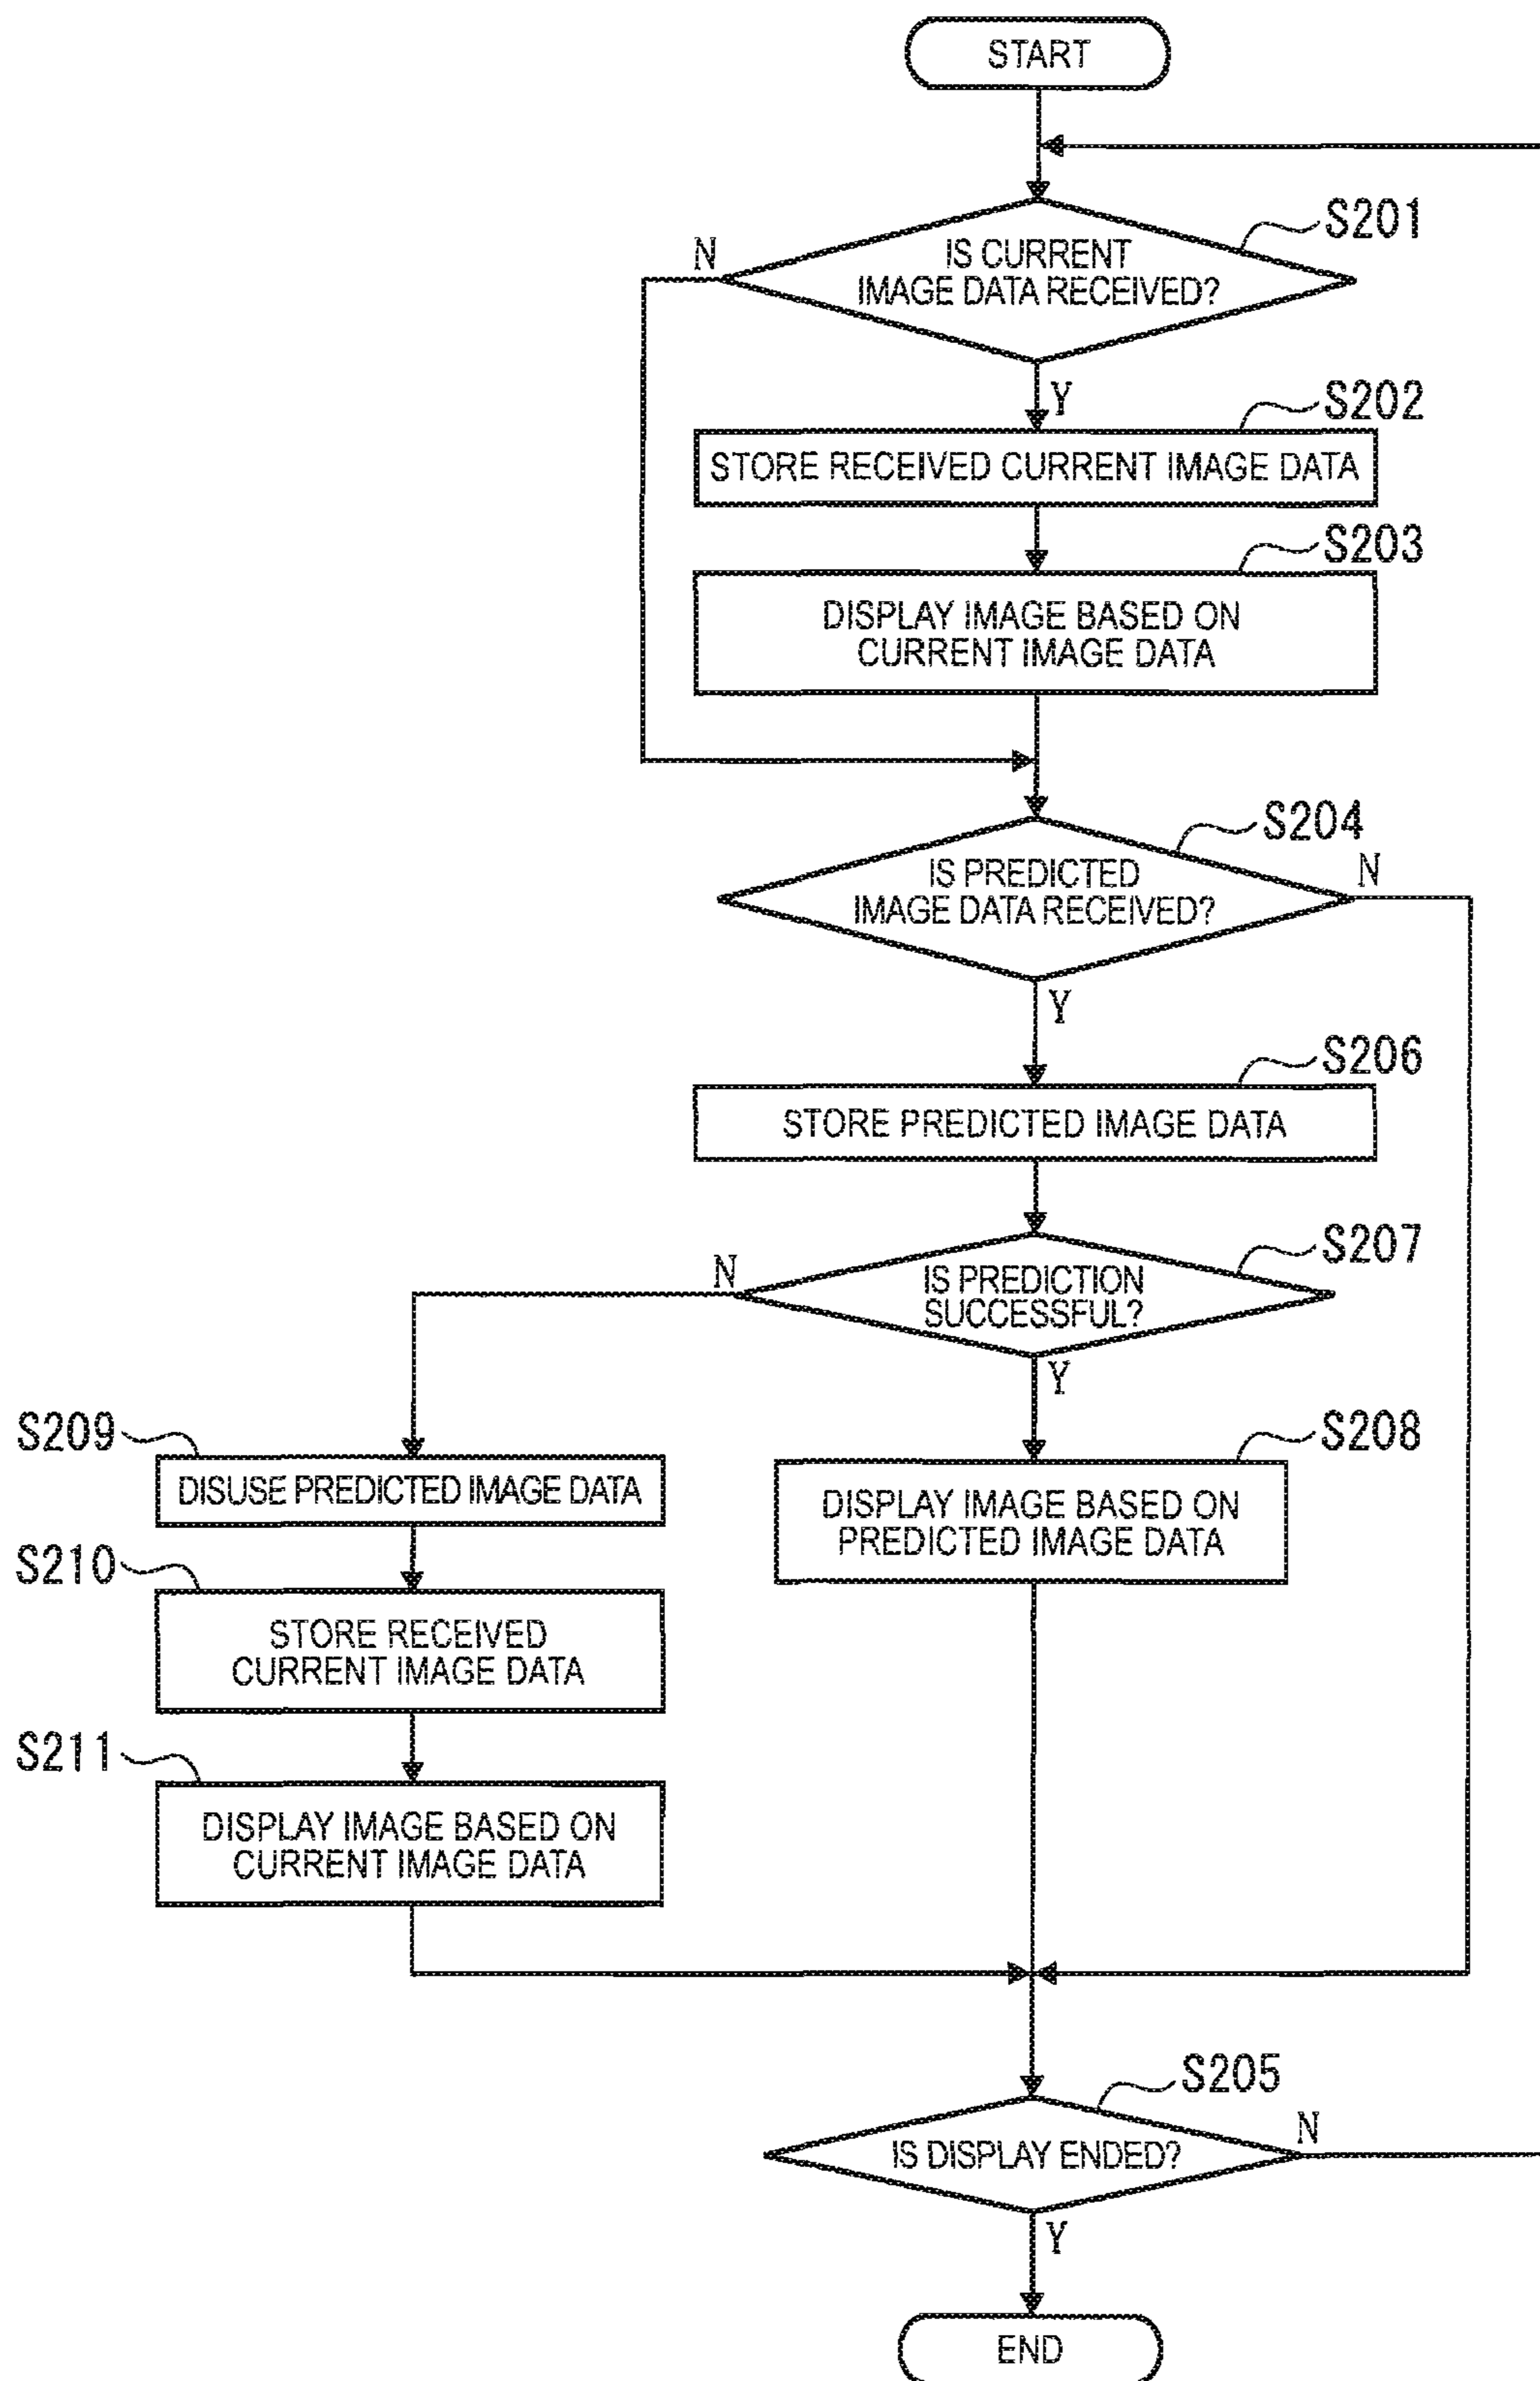 START
S201
N
IS CURRENT
IMAGE DATA RECEIVED?
Y
S202
STORE RECEIVED CURRENT IMAGE DATA
S203
DISPLAY IMAGE BASED ON
CURRENT IMAGE DATA
S204
IS PREDICTED
IMAGE DATA RECEIVED?
N
Y
S206
STORE PREDICTED IMAGE DATA
S207
N
IS PREDICTION
SUCCESSFUL?
Y
S209
DISUSE PREDICTED IMAGE DATA
S208
DISPLAY IMAGE BASED ON
PREDICTED IMAGE DATA
S210
STORE RECEIVED
CURRENT IMAGE DATA
S211
DISPLAY IMAGE BASED ON
CURRENT IMAGE DATA
S205
IS DISPLAY ENDED?
N
Y
END